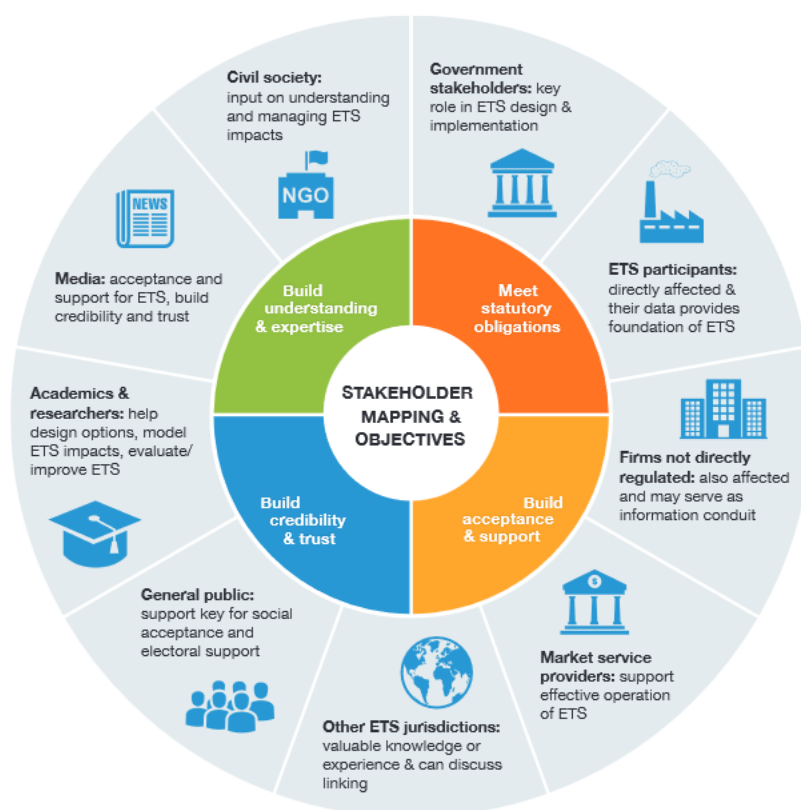 Civil society:
input on understanding
and managing ETS
impacts
NGO
Government
stakeholders: key
role in ETS design &
implementation
ETS participants:
directly affected &
their data provides
foundation of ETS
Firms not directly
regulated: also affected
and may serve as
information conduit
$
Market service
providers: support
effective operation
of ETS
Other ETS jurisdictions:
valuable knowledge or
experience & can discuss
linking
General public:
support key for social
acceptance and
electoral support
Academics &
researchers: help
design options, model
ETS impacts, evaluate/
improve ETS
NEWS
Media: acceptance and
support for ETS, build
credibility and trust
Build
understanding
& expertise
Meet
statutory
obligations
Build
acceptance
& support
Build
credibility
& trust
STAKEHOLDER
MAPPING &
OBJECTIVES